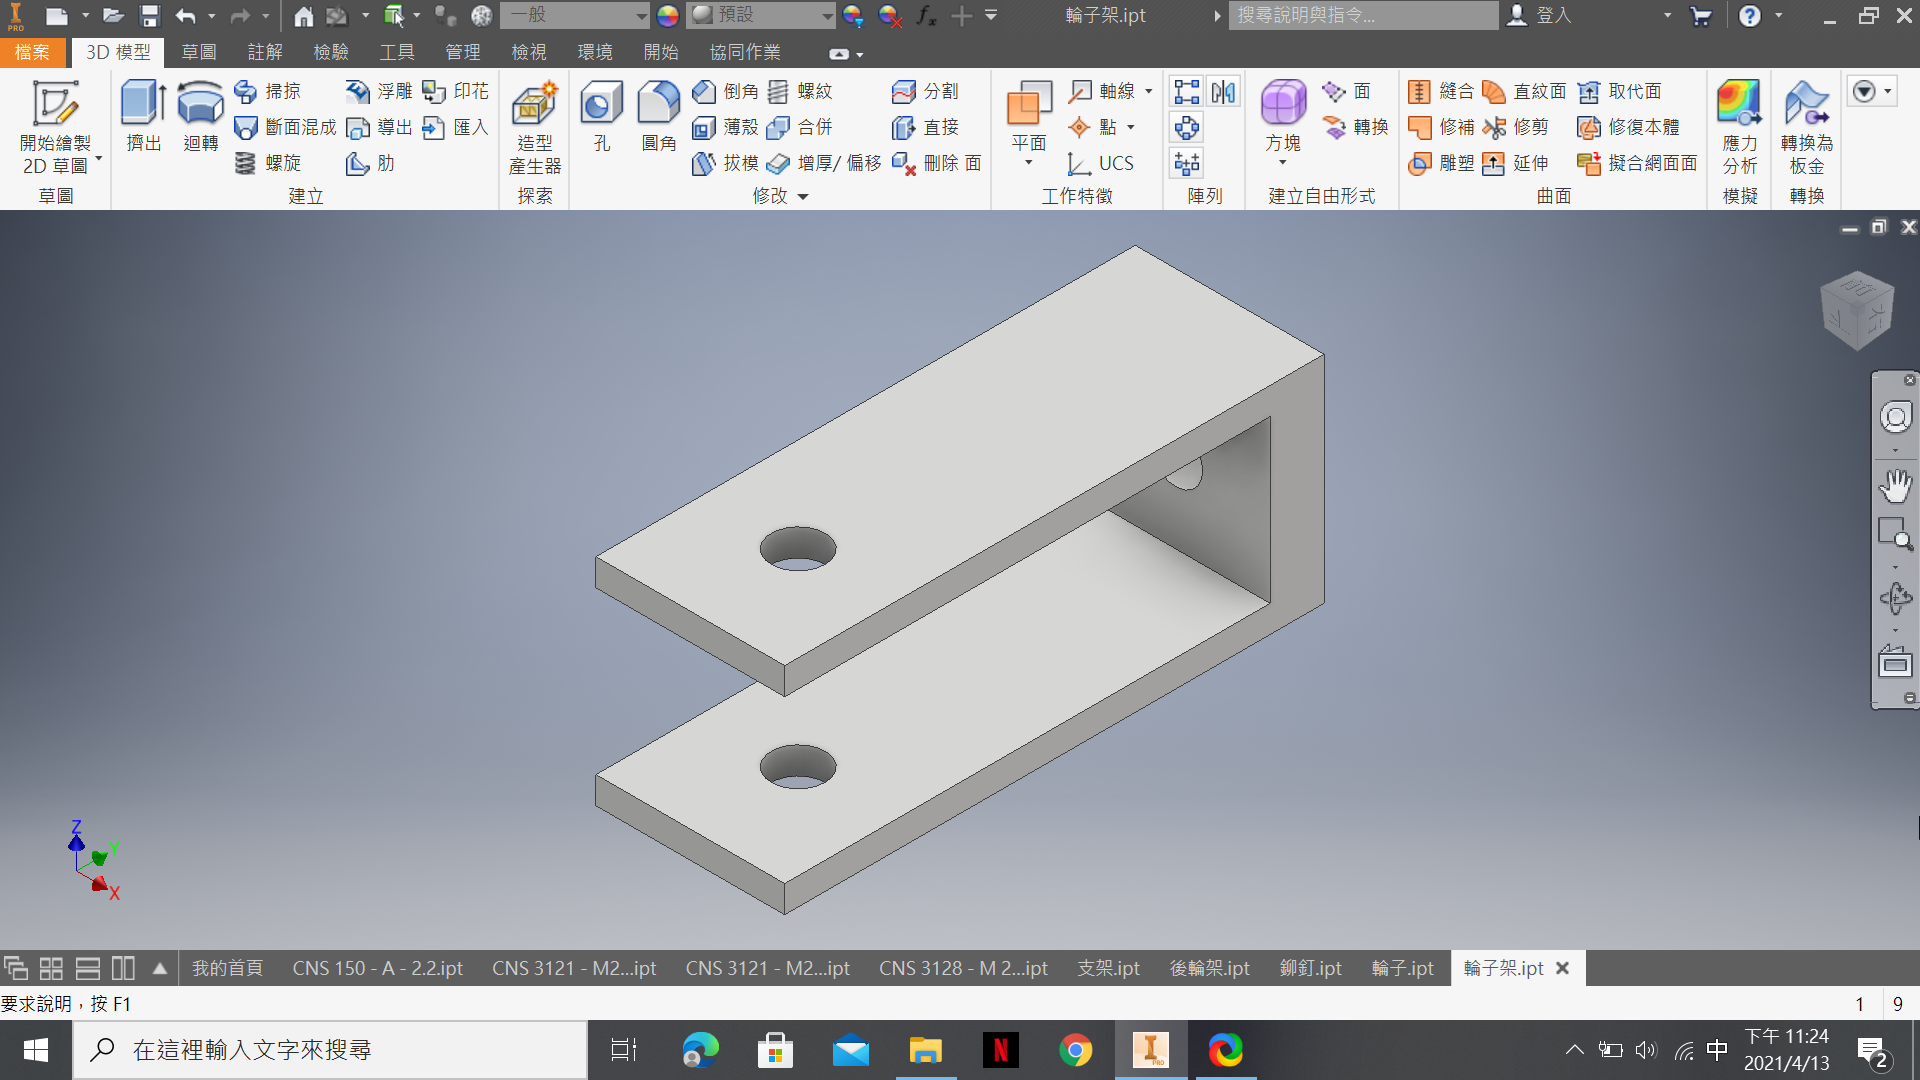 PRO
一般
預設
輪子架.ipt
搜尋說明與指令...
登入
檔案
3D 模型
草圖
註解
檢驗
工具
管理
檢視
環境
開始
協同作業
開始繪製
2D 草圖
草圖
擠出
迴轉
掃掠
斷面混成
螺旋
浮雕
導出
肋
印花
匯入
建立
造型
產生器
探索
孔
圓角
倒角
薄殼
拔模
螺紋
合併
增厚/ 偏移
分割
直接
刪除 面
修改
平面
軸線
點
UCS
工作特徵
陣列
方塊
面
轉換
建立自由形式
縫合
修補
雕塑
直紋面
修剪
延伸
取代面
修復本體
擬合網面面
曲面
應力
分析
模擬
轉換為
板金
轉換
Z
Y
X
我的首頁
CNS 150 - A - 2.2.ipt
CNS 3121 - M2...ipt
CNS 3121 - M2...ipt
CNS 3128 - M 2...ipt
支架.ipt
後輪架.ipt
鉚釘.ipt
輪子.ipt
輪子架.ipt
要求說明，按 F1
1
9
在這裡輸入文字來搜尋
N
I
PRO
中
下午 11:24
2021/4/13
2